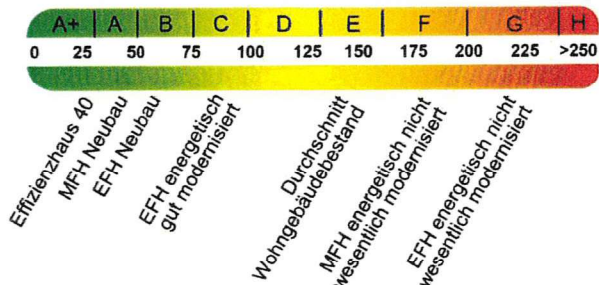 A+ A B C D E F G H
0 25 50 75 100 125 150 175 200 225 >250
Effizienzhaus 40
MFH Neubau
EFH Neubau
EFH energetisch
gut modernisiert
Durchschnitt
Wohngebäudebestand
MFH energetisch nicht
wesentlich modernisiert
EFH energetisch nicht
wesentlich modernisiert